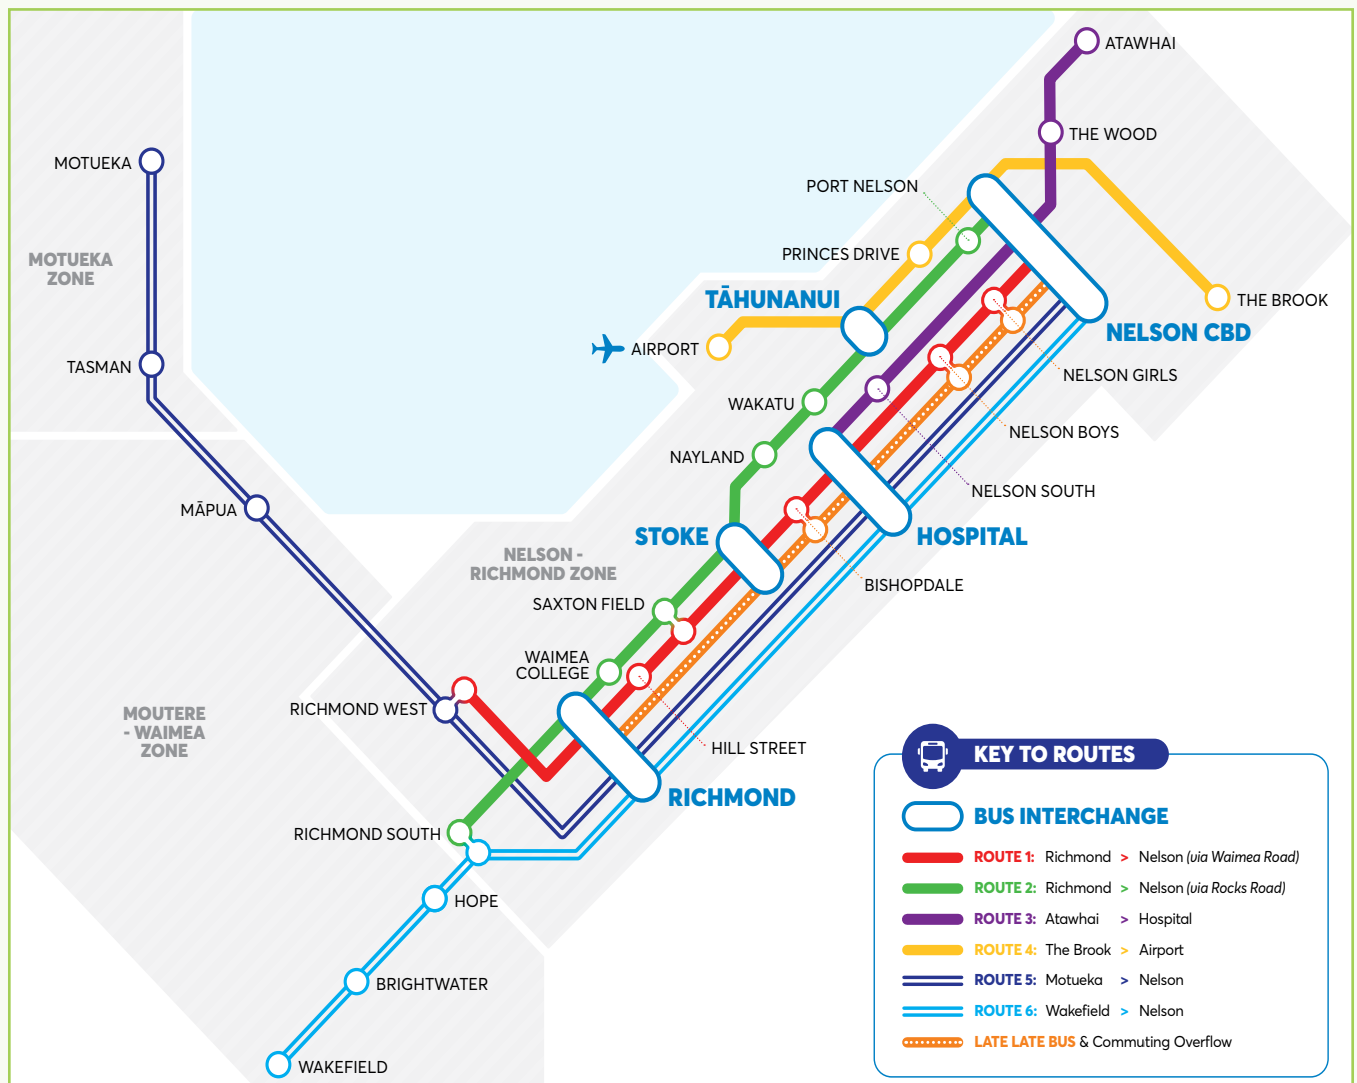 ATAWHAI
THE WOOD
MOTUEKA
PORT NELSON
PRINCES DRIVE
MOTUEKA
ZONE
TĀHUNANUI
THE BROOK
NELSON CBD
AIRPORT
TASMAN
NELSON GIRLS
WAKATU
NELSON BOYS
NAYLAND
NELSON SOUTH
MĀPUA
STOKE
HOSPITAL
NELSON -
RICHMOND ZONE
BISHOPDALE
SAXTON FIELD
WAIMEA
COLLEGE
RICHMOND WEST
MOUTERE
- WAIMEA
ZONE
HILL STREET
RICHMOND
RICHMOND SOUTH
HOPE
BRIGHTWATER
WAKEFIELD
KEY TO ROUTES
BUS INTERCHANGE
ROUTE 1: Richmond > Nelson (via Waimea Road)
ROUTE 2: Richmond > Nelson (via Rocks Road)
ROUTE 3: Atawhai > Hospital
ROUTE 4: The Brook > Airport
ROUTE 5: Motueka > Nelson
ROUTE 6: Wakefield > Nelson
LATE LATE BUS & Commuting Overflow